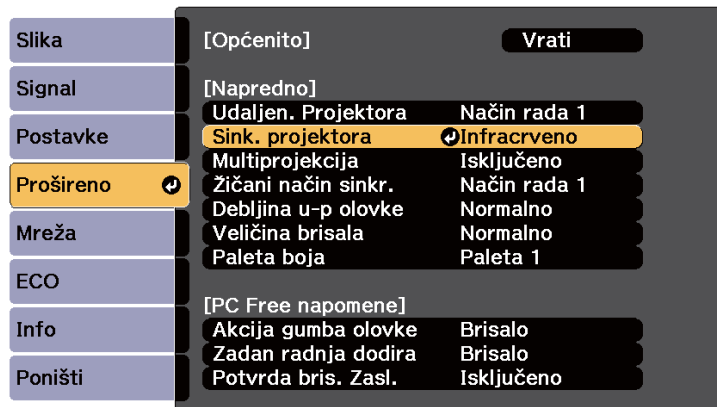 Slika
Signal
Postavke
Prošireno
Mreža
ECO
Info
Poništi
[Općenito] Vrati
[Napredno]
Udaljen. Projektora Način rada 1
Sink. projektora Infracrveno
Multiprojekcija Isključeno
Žičani način sinkr. Način rada 1
Debljina u-p olovke Normalno
Veličina brisala Normalno
Paleta boja Paleta 1
[PC Free napomene]
Akcija gumba olovke Brisalo
Zadan radnja dodira Brisalo
Potvrda bris. Zasl. Isključeno